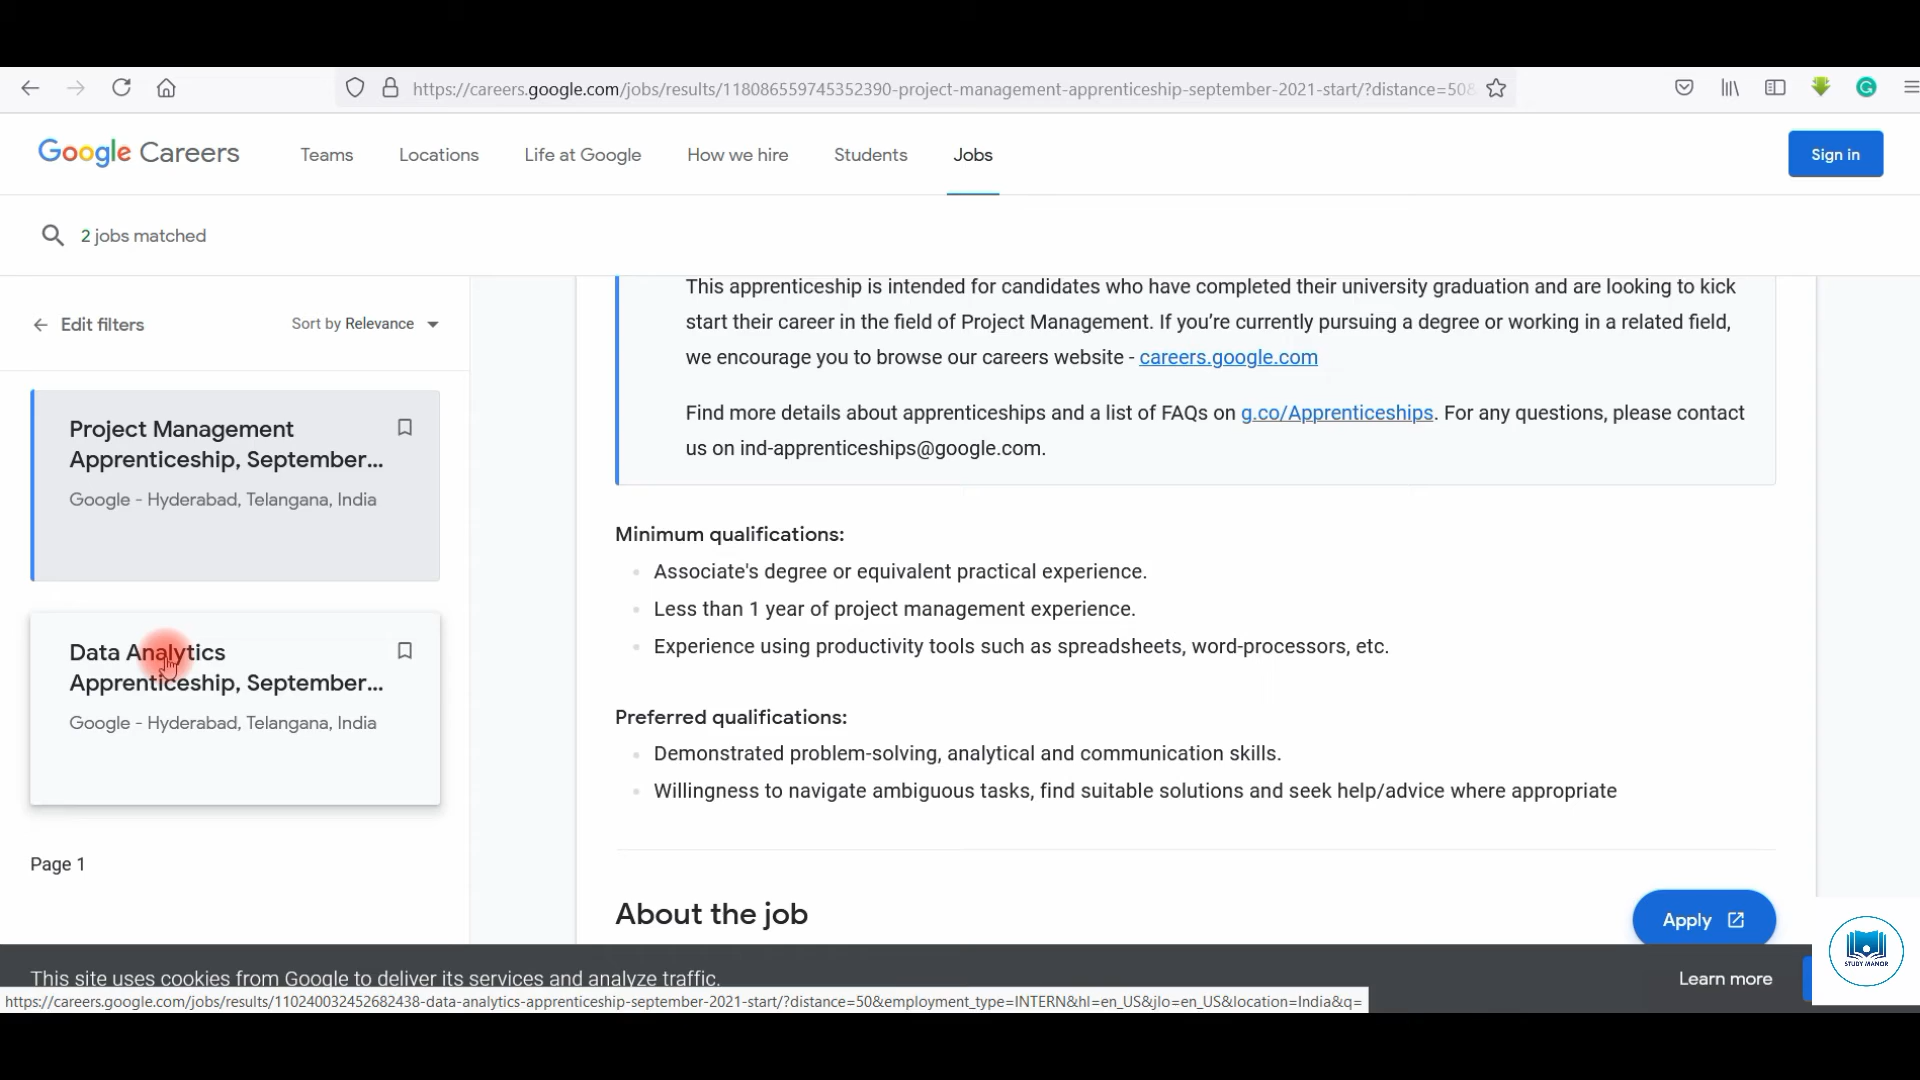 https://careers.google.com/jobs/results/118086559745352390-project-management-apprenticeship-september-2021-start/?distance=50&
Google Careers
Teams
Locations
Life at Google
How we hire
Students
Jobs
Sign in
2 jobs matched
Edit filters
Sort by Relevance
Project Management
Apprenticeship, September...
Google - Hyderabad, Telangana, India
Data Analytics
Apprenticeship, September...
Google - Hyderabad, Telangana, India
Page 1
This apprenticeship is intended for candidates who have completed their university graduation and are looking to kick
start their career in the field of Project Management. If you’re currently pursuing a degree or working in a related field,
we encourage you to browse our careers website - careers.google.com
Find more details about apprenticeships and a list of FAQs on g.co/Apprenticeships. For any questions, please contact
us on ind-apprenticeships@google.com.
Minimum qualifications:
Associate's degree or equivalent practical experience.
Less than 1 year of project management experience.
Experience using productivity tools such as spreadsheets, word-processors, etc.
Preferred qualifications:
Demonstrated problem-solving, analytical and communication skills.
Willingness to navigate ambiguous tasks, find suitable solutions and seek help/advice where appropriate
About the job
Apply
This site uses cookies from Google to deliver its services and analyze traffic.
Learn more
STUDY MANOR
https://careers.google.com/jobs/results/110240032452682438-data-analytics-apprenticeship-september-2021-start/?distance=50&employment_type=INTERN&hl=en_US&jlo=en_US&location=India&q=